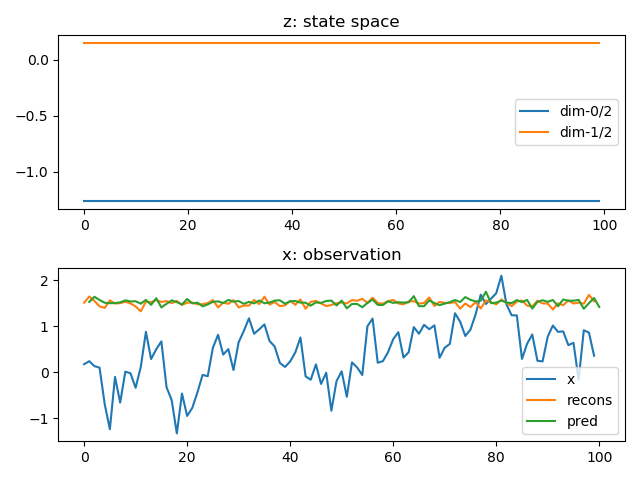 z: state space
0.0
−0.5
−1.0
dim-0/2
dim-1/2
0 20 40 60 80 100
x: observation
2
1
0
−1
x
recons
pred
0 20 40 60 80 100